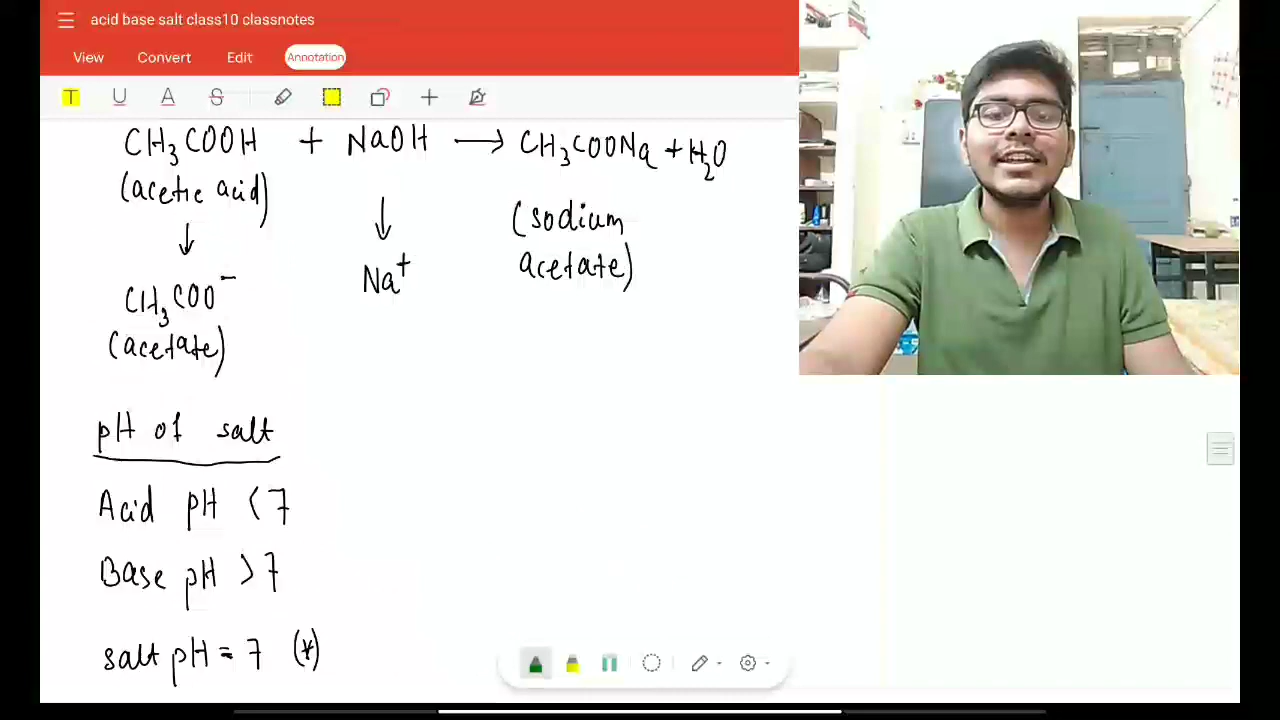 acid base salt class10 classnotes
View Convert Edit Annotation
T U A S
CH₃COOH + NaOH → CH₃COONa + H₂O
(acetic acid) ↓ (sodium acetate)
↓ Na⁺
CH₃COO⁻
(acetate)
pH of salt
Acid pH < 7
Base pH > 7
salt pH = 7 (*)